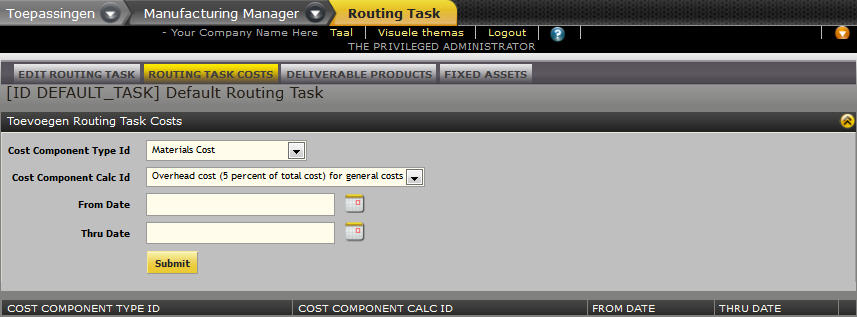 Toepassingen Manufacturing Manager Routing Task
- Your Company Name Here Taal Visuele themas Logout ?
THE PRIVILEGED ADMINISTRATOR
EDIT ROUTING TASK ROUTING TASK COSTS DELIVERABLE PRODUCTS FIXED ASSETS
[ID DEFAULT_TASK] Default Routing Task
Toevoegen Routing Task Costs
Cost Component Type Id Materials Cost
Cost Component Calc Id Overhead cost (5 percent of total cost) for general costs
From Date
Thru Date
Submit
COST COMPONENT TYPE ID COST COMPONENT CALC ID FROM DATE THRU DATE